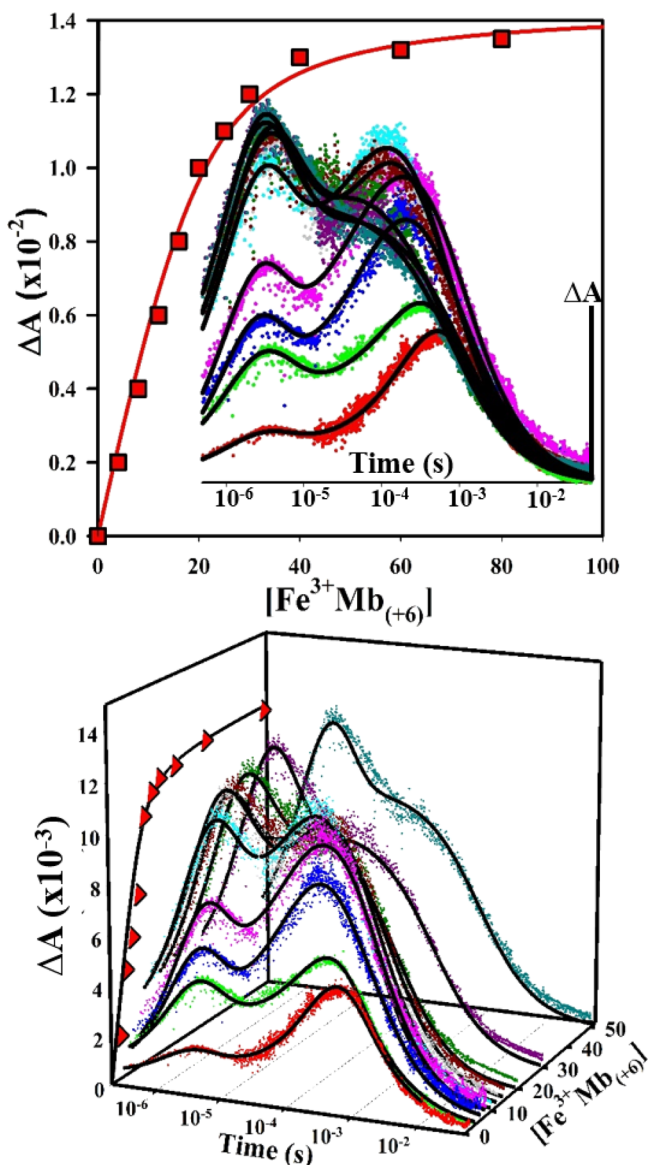 1.4
1.2
1.0
0.8
0.6
0.4
0.2
0.0
ΔA (x10⁻²)
ΔA
Time (s)
10⁻⁶ 10⁻⁵ 10⁻⁴ 10⁻³ 10⁻²
0 20 40 60 80 100
[Fe³⁺Mb₍₊₆₎]
14
12
10
8
6
4
2
0
ΔA (x10⁻³)
10⁻⁶ 10⁻⁵ 10⁻⁴ 10⁻³ 10⁻²
Time (s)
0 10 20 30 40 50
[Fe³⁺Mb₍₊₆₎]